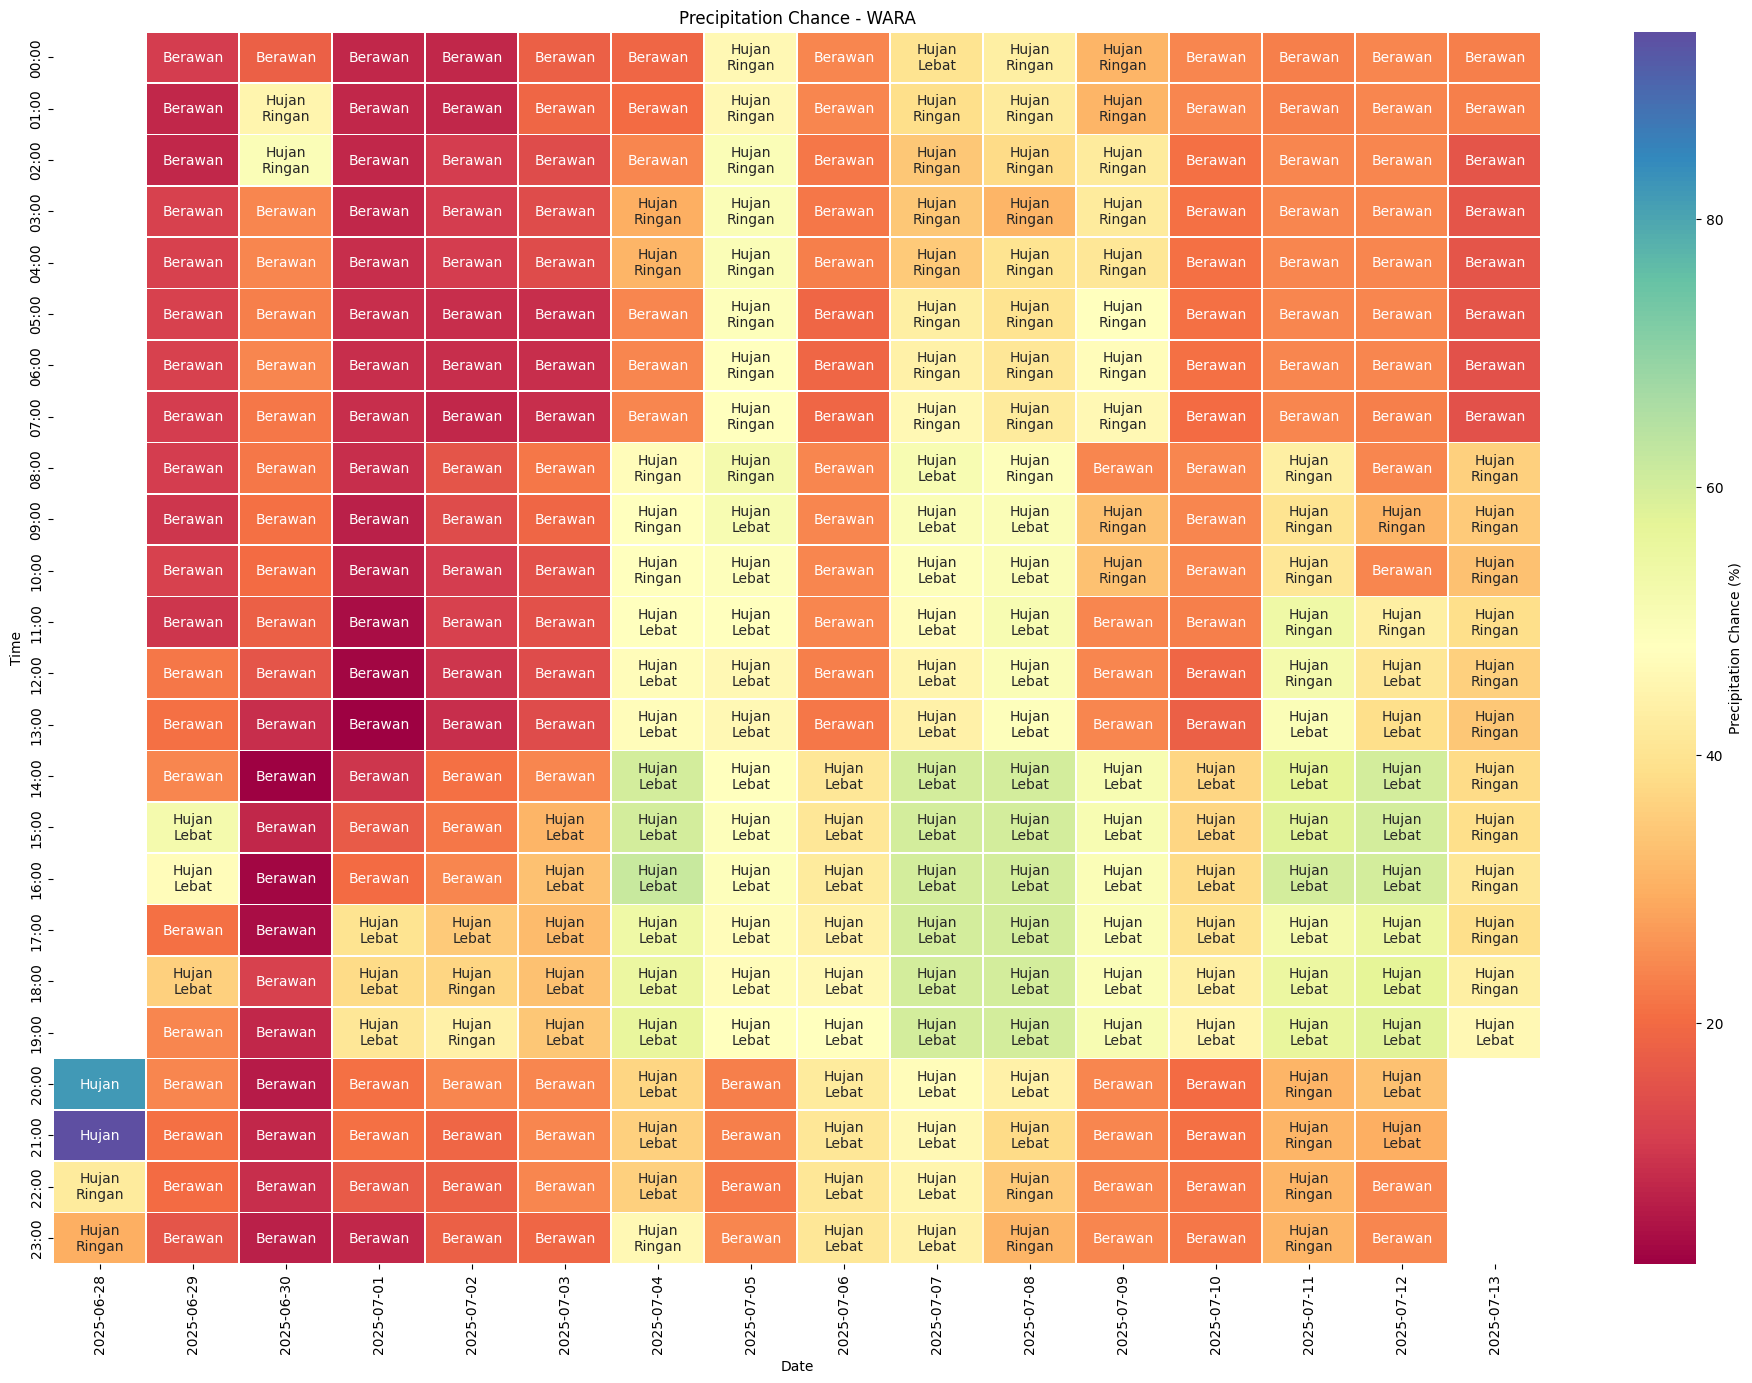 Precipitation Chance - WARA
00:00 Berawan Berawan Berawan Berawan Berawan Berawan Hujan Ringan Berawan Hujan Lebat Hujan Ringan Hujan Ringan Berawan Berawan Berawan Berawan
01:00 Berawan Hujan Ringan Berawan Berawan Berawan Berawan Hujan Ringan Berawan Hujan Ringan Hujan Ringan Hujan Ringan Berawan Berawan Berawan Berawan
02:00 Berawan Hujan Ringan Berawan Berawan Berawan Berawan Hujan Ringan Berawan Hujan Ringan Hujan Ringan Hujan Ringan Berawan Berawan Berawan Berawan
03:00 Berawan Berawan Berawan Berawan Berawan Hujan Ringan Hujan Ringan Berawan Hujan Ringan Hujan Ringan Hujan Ringan Berawan Berawan Berawan Berawan
04:00 Berawan Berawan Berawan Berawan Berawan Hujan Ringan Hujan Ringan Berawan Hujan Ringan Hujan Ringan Hujan Ringan Berawan Berawan Berawan Berawan
05:00 Berawan Berawan Berawan Berawan Berawan Berawan Hujan Ringan Berawan Hujan Ringan Hujan Ringan Hujan Ringan Berawan Berawan Berawan Berawan
06:00 Berawan Berawan Berawan Berawan Berawan Berawan Hujan Ringan Berawan Hujan Ringan Hujan Ringan Hujan Ringan Berawan Berawan Berawan Berawan
07:00 Berawan Berawan Berawan Berawan Berawan Berawan Hujan Ringan Berawan Hujan Ringan Hujan Ringan Hujan Ringan Berawan Berawan Berawan Berawan
08:00 Berawan Berawan Berawan Berawan Berawan Hujan Ringan Hujan Ringan Berawan Hujan Lebat Hujan Ringan Berawan Berawan Hujan Ringan Berawan Hujan Ringan
09:00 Berawan Berawan Berawan Berawan Berawan Hujan Ringan Hujan Lebat Berawan Hujan Lebat Hujan Lebat Hujan Ringan Berawan Hujan Ringan Hujan Ringan Hujan Ringan
10:00 Berawan Berawan Berawan Berawan Berawan Hujan Ringan Hujan Lebat Berawan Hujan Lebat Hujan Lebat Hujan Ringan Berawan Hujan Ringan Berawan Hujan Ringan
11:00 Berawan Berawan Berawan Berawan Berawan Hujan Lebat Hujan Lebat Berawan Hujan Lebat Hujan Lebat Berawan Berawan Hujan Ringan Hujan Ringan Hujan Ringan
12:00 Berawan Berawan Berawan Berawan Berawan Hujan Lebat Hujan Lebat Berawan Hujan Lebat Hujan Lebat Berawan Berawan Hujan Ringan Hujan Lebat Hujan Ringan
13:00 Berawan Berawan Berawan Berawan Berawan Hujan Lebat Hujan Lebat Berawan Hujan Lebat Hujan Lebat Berawan Berawan Hujan Lebat Hujan Lebat Hujan Ringan
14:00 Berawan Berawan Berawan Berawan Berawan Hujan Lebat Hujan Lebat Hujan Lebat Hujan Lebat Hujan Lebat Hujan Lebat Hujan Lebat Hujan Lebat Hujan Lebat Hujan Ringan
15:00 Hujan Lebat Berawan Berawan Berawan Hujan Lebat Hujan Lebat Hujan Lebat Hujan Lebat Hujan Lebat Hujan Lebat Hujan Lebat Hujan Lebat Hujan Lebat Hujan Lebat Hujan Ringan
16:00 Hujan Lebat Berawan Berawan Berawan Hujan Lebat Hujan Lebat Hujan Lebat Hujan Lebat Hujan Lebat Hujan Lebat Hujan Lebat Hujan Lebat Hujan Lebat Hujan Lebat Hujan Ringan
17:00 Berawan Berawan Hujan Lebat Hujan Lebat Hujan Lebat Hujan Lebat Hujan Lebat Hujan Lebat Hujan Lebat Hujan Lebat Hujan Lebat Hujan Lebat Hujan Lebat Hujan Lebat Hujan Ringan
18:00 Hujan Lebat Berawan Hujan Lebat Hujan Ringan Hujan Lebat Hujan Lebat Hujan Lebat Hujan Lebat Hujan Lebat Hujan Lebat Hujan Lebat Hujan Lebat Hujan Lebat Hujan Lebat Hujan Ringan
19:00 Berawan Berawan Hujan Lebat Hujan Ringan Hujan Lebat Hujan Lebat Hujan Lebat Hujan Lebat Hujan Lebat Hujan Lebat Hujan Lebat Hujan Lebat Hujan Lebat Hujan Lebat Hujan Lebat
20:00 Hujan Berawan Berawan Berawan Berawan Berawan Hujan Lebat Berawan Hujan Lebat Hujan Lebat Hujan Lebat Berawan Berawan Hujan Ringan Hujan Lebat
21:00 Hujan Berawan Berawan Berawan Berawan Berawan Hujan Lebat Berawan Hujan Lebat Hujan Lebat Hujan Lebat Berawan Berawan Hujan Ringan Hujan Lebat
22:00 Hujan Ringan Berawan Berawan Berawan Berawan Berawan Hujan Lebat Berawan Hujan Lebat Hujan Lebat Hujan Ringan Berawan Berawan Hujan Ringan Berawan
23:00 Hujan Ringan Berawan Berawan Berawan Berawan Berawan Hujan Ringan Berawan Hujan Lebat Hujan Lebat Hujan Ringan Berawan Berawan Hujan Ringan Berawan
Time
2025-06-28 2025-06-29 2025-06-30 2025-07-01 2025-07-02 2025-07-03 2025-07-04 2025-07-05 2025-07-06 2025-07-07 2025-07-08 2025-07-09 2025-07-10 2025-07-11 2025-07-12 2025-07-13
Date
80
60
40
20
Precipitation Chance (%)